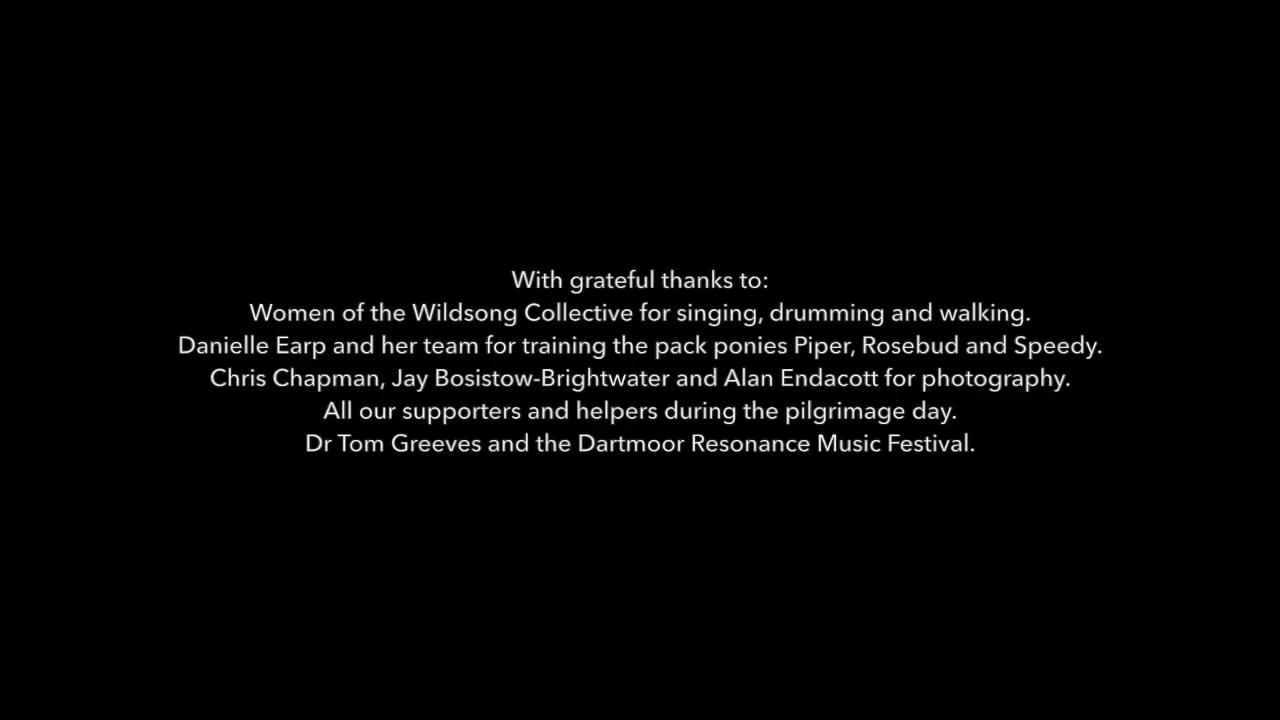 With grateful thanks to:
Women of the Wildsong Collective for singing, drumming and walking.
Danielle Earp and her team for training the pack ponies Piper, Rosebud and Speedy.
Chris Chapman, Jay Bosistow-Brightwater and Alan Endacott for photography.
All our supporters and helpers during the pilgrimage day.
Dr Tom Greeves and the Dartmoor Resonance Music Festival.